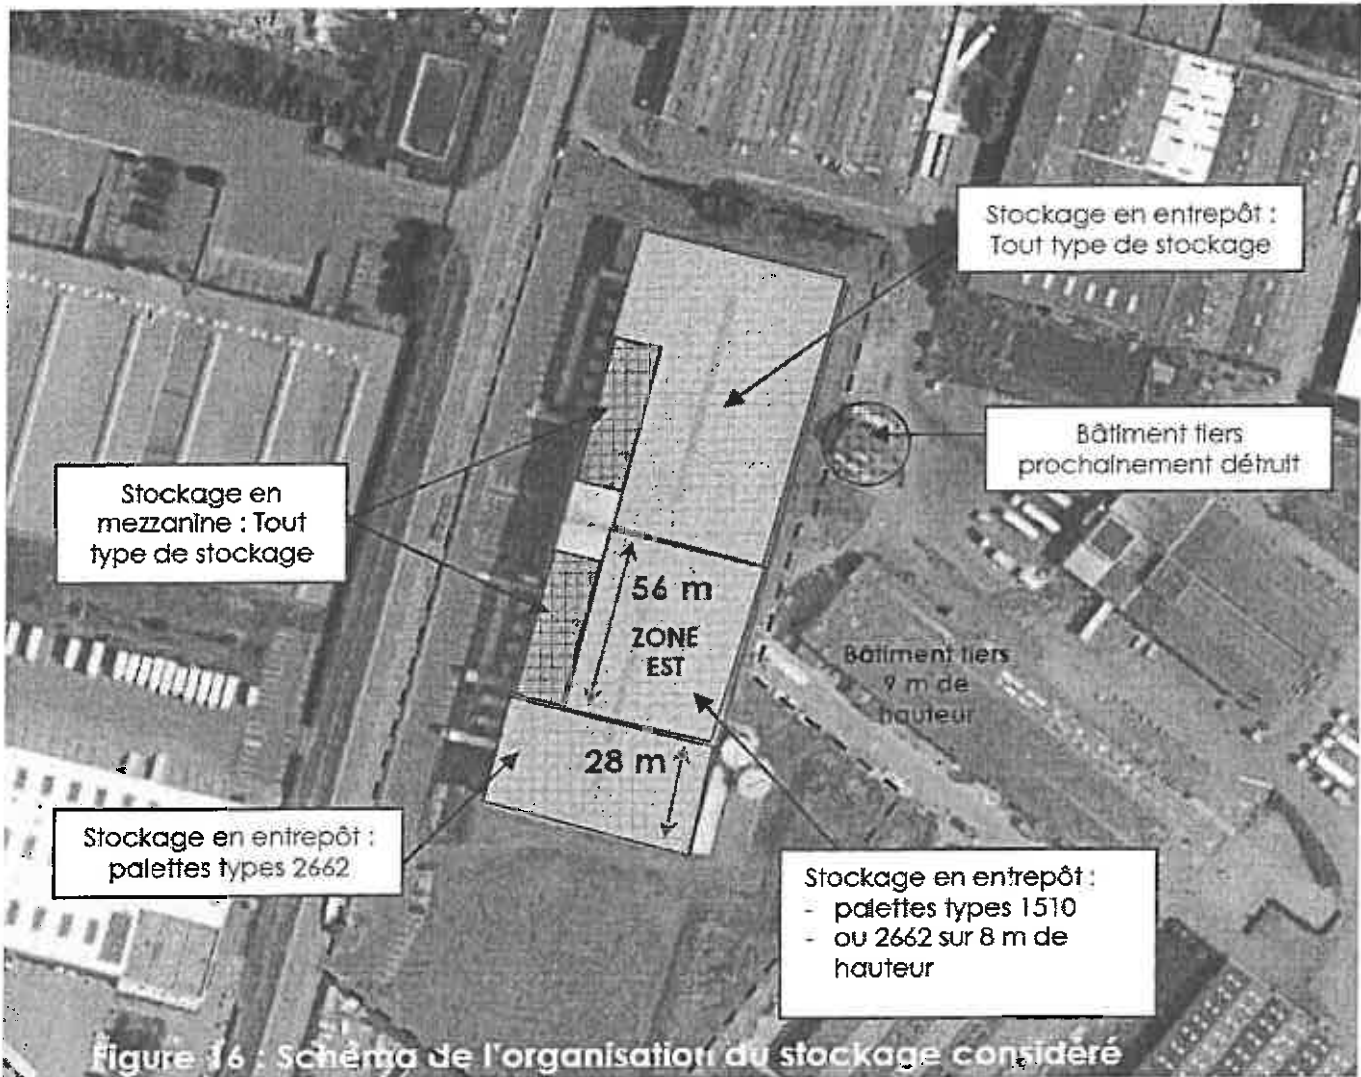 Stockage en entrepôt :
Tout type de stockage
Bâtiment tiers
prochainement détruit
Stockage en
mezzanine : Tout
type de stockage
56 m
ZONE
EST
Bâtiment tiers
9 m de
hauteur
28 m
Stockage en entrepôt :
palettes types 2662
Stockage en entrepôt :
- palettes types 1510
- ou 2662 sur 8 m de
hauteur
Figure 16 : Schéma de l'organisation du stockage considéré